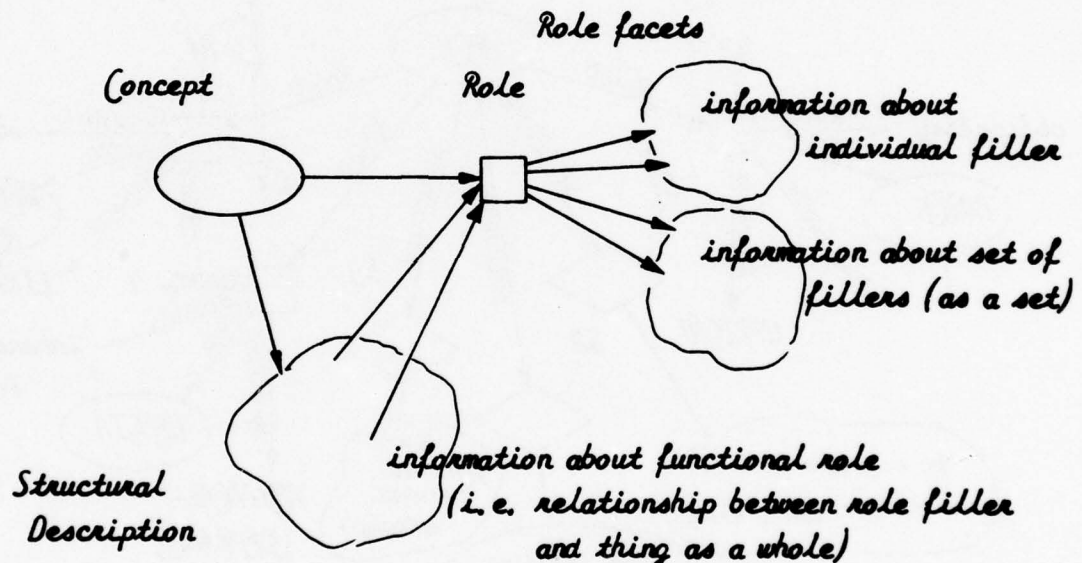 Role facets
Concept
Role
information about
individual filler
information about set of
fillers (as a set)
information about functional role
(i.e. relationship between role filler
and thing as a whole)
Structural
Description